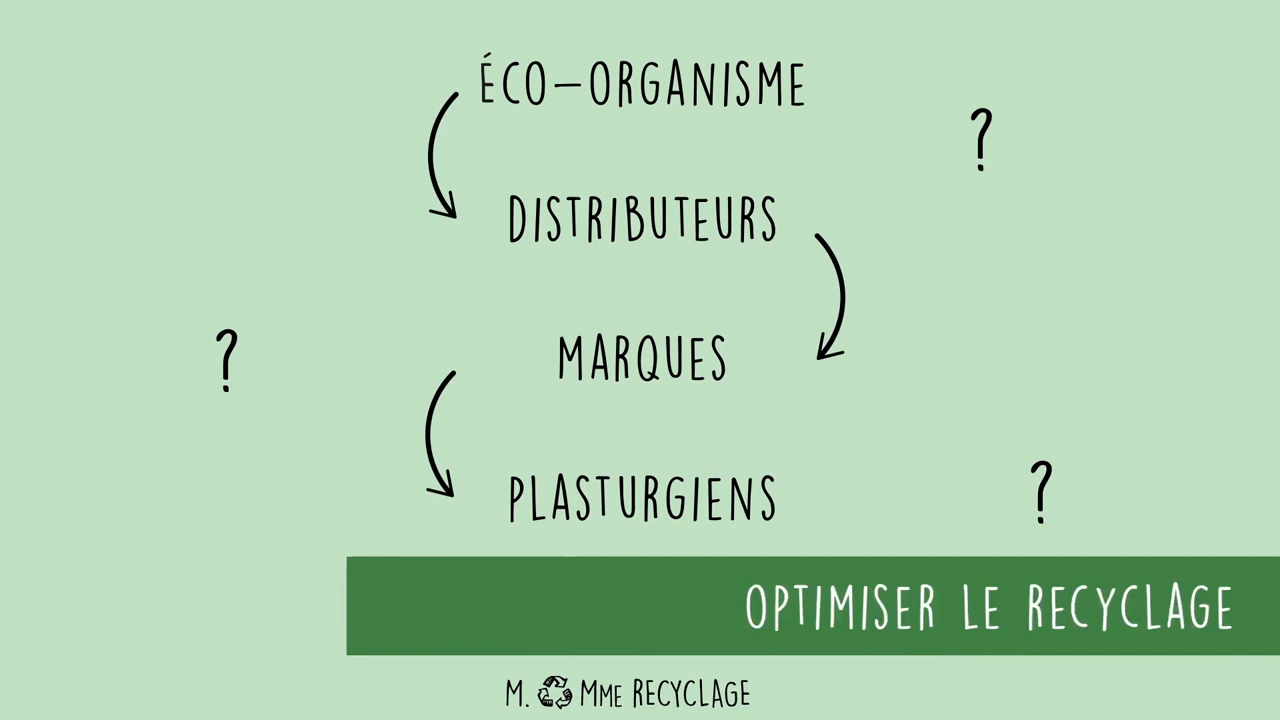 ÉCO-ORGANISME
?
DISTRIBUTEURS
?
MARQUES
PLASTURGIENS
?
OPTIMISER LE RECYCLAGE
M. MME RECYCLAGE